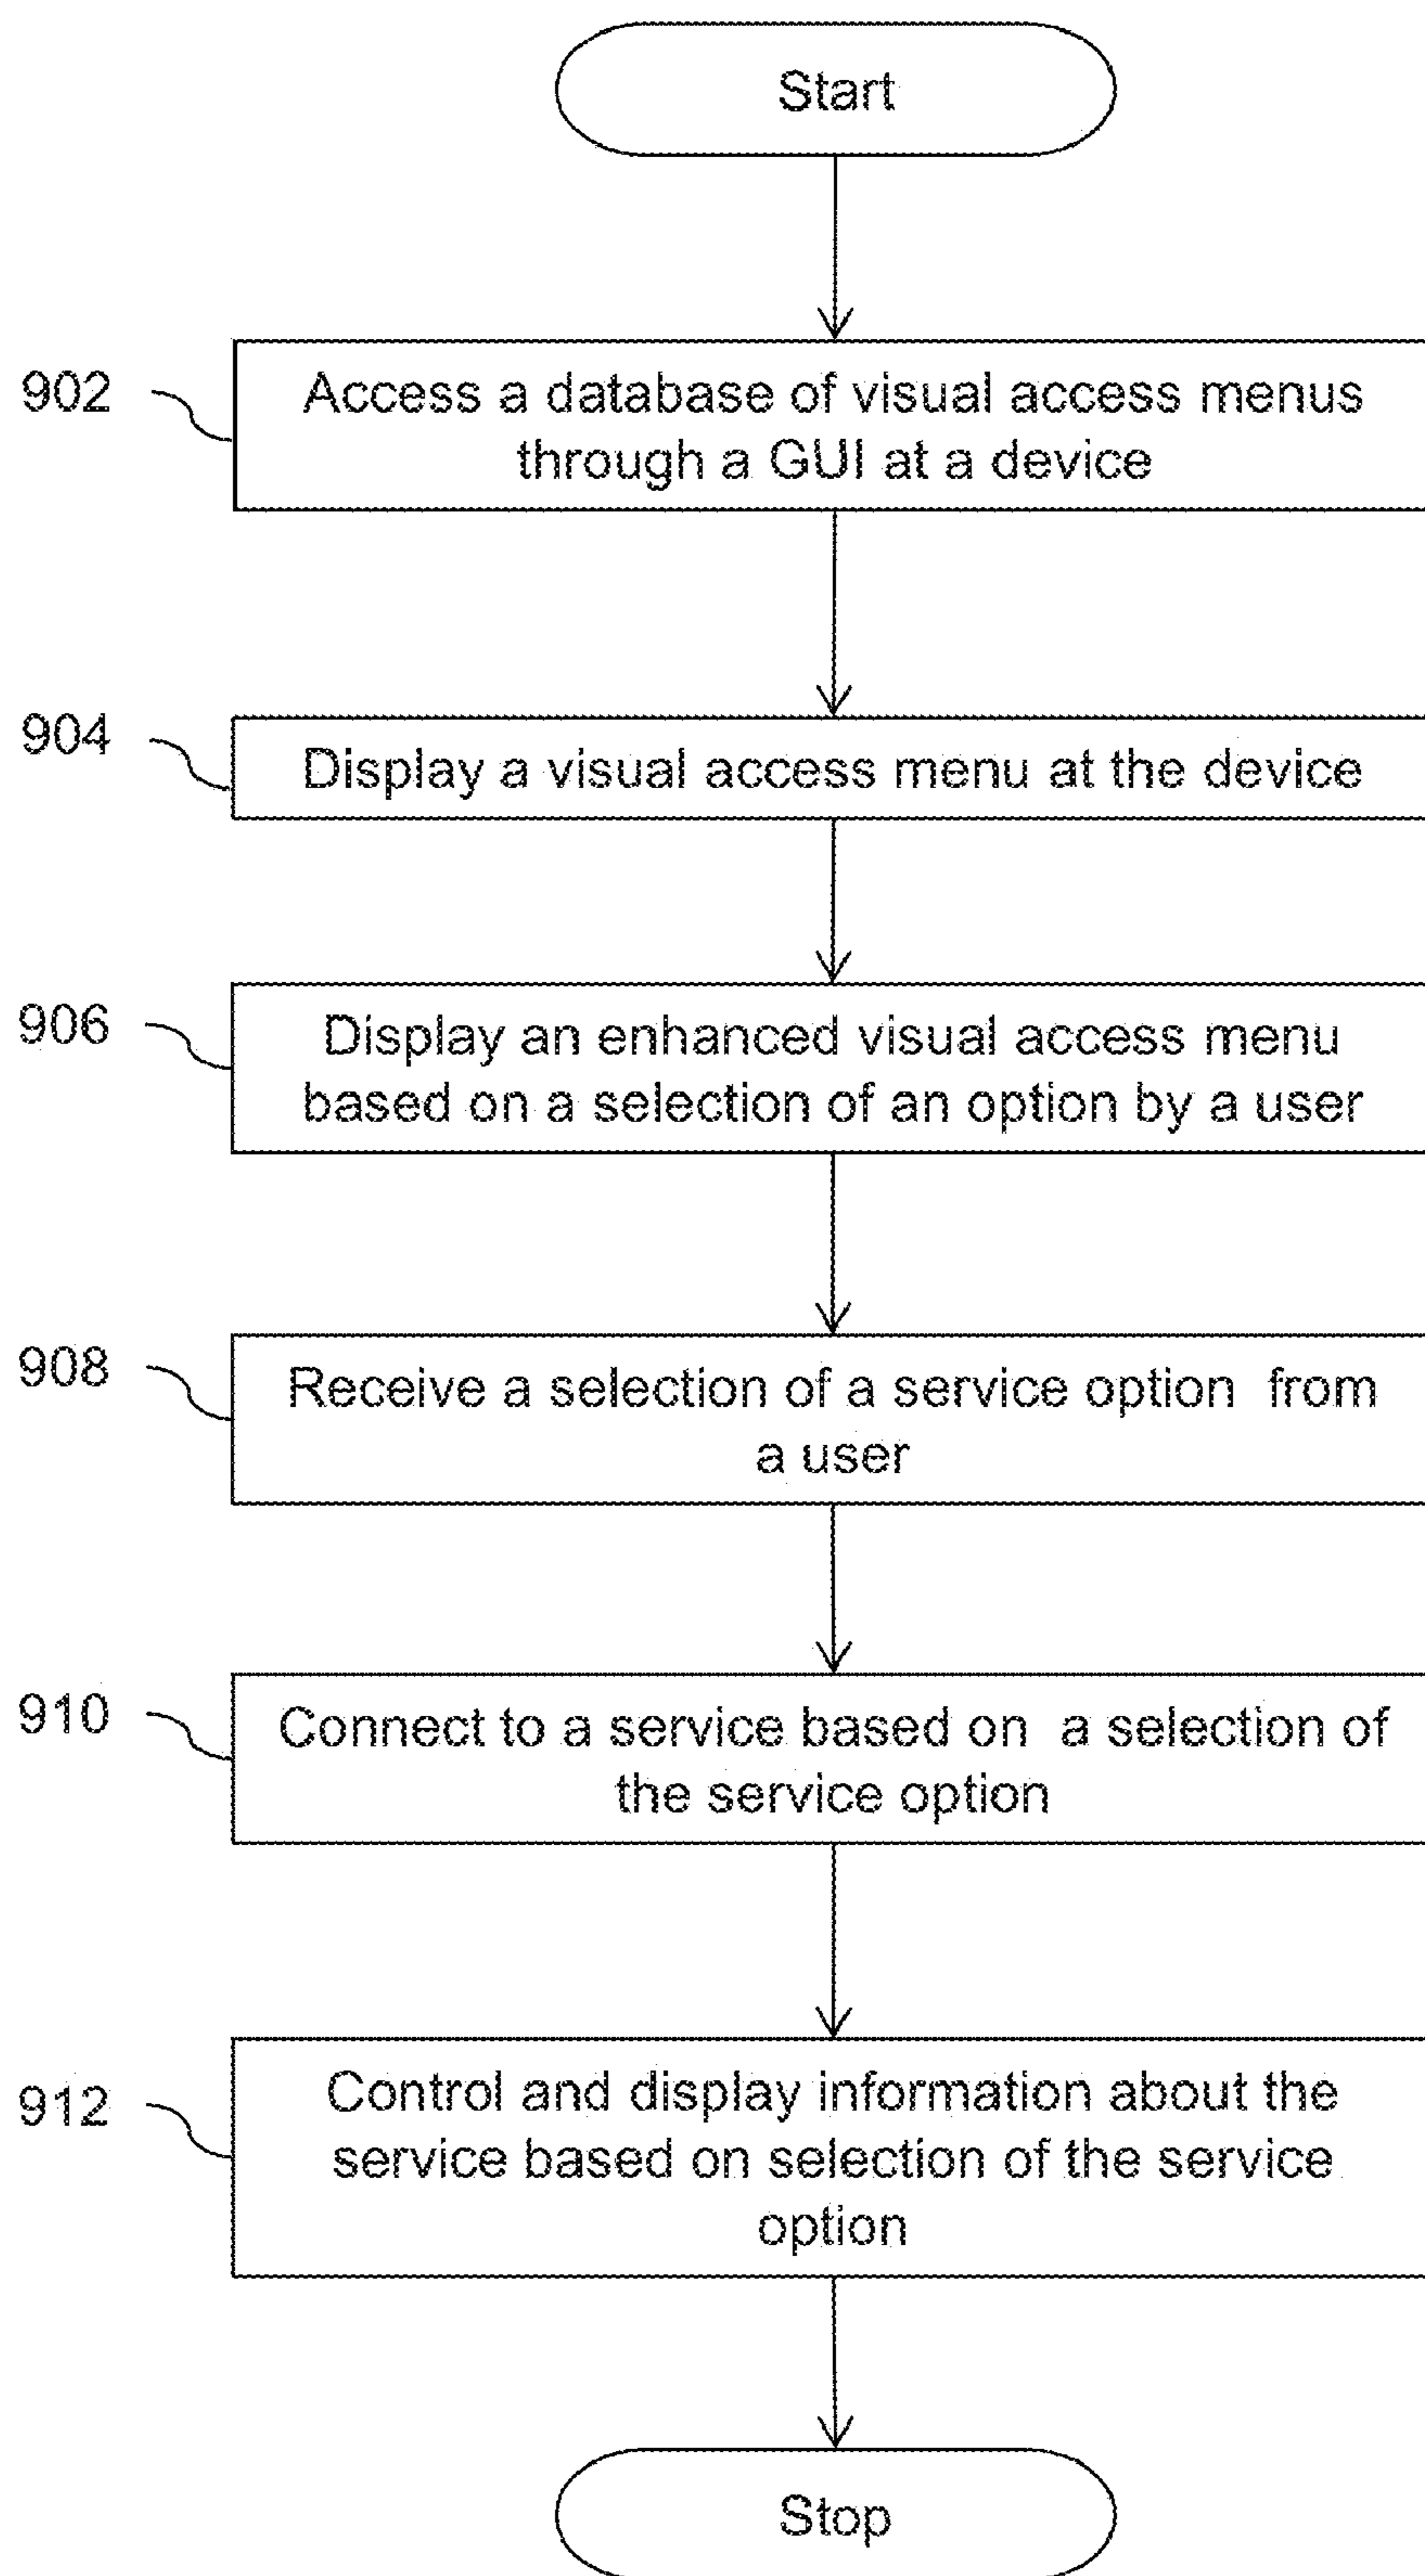 Start
902
Access a database of visual access menus
through a GUI at a device
904
Display a visual access menu at the device
906
Display an enhanced visual access menu
based on a selection of an option by a user
908
Receive a selection of a service option from
a user
910
Connect to a service based on a selection of
the service option
912
Control and display information about the
service based on selection of the service
option
Stop